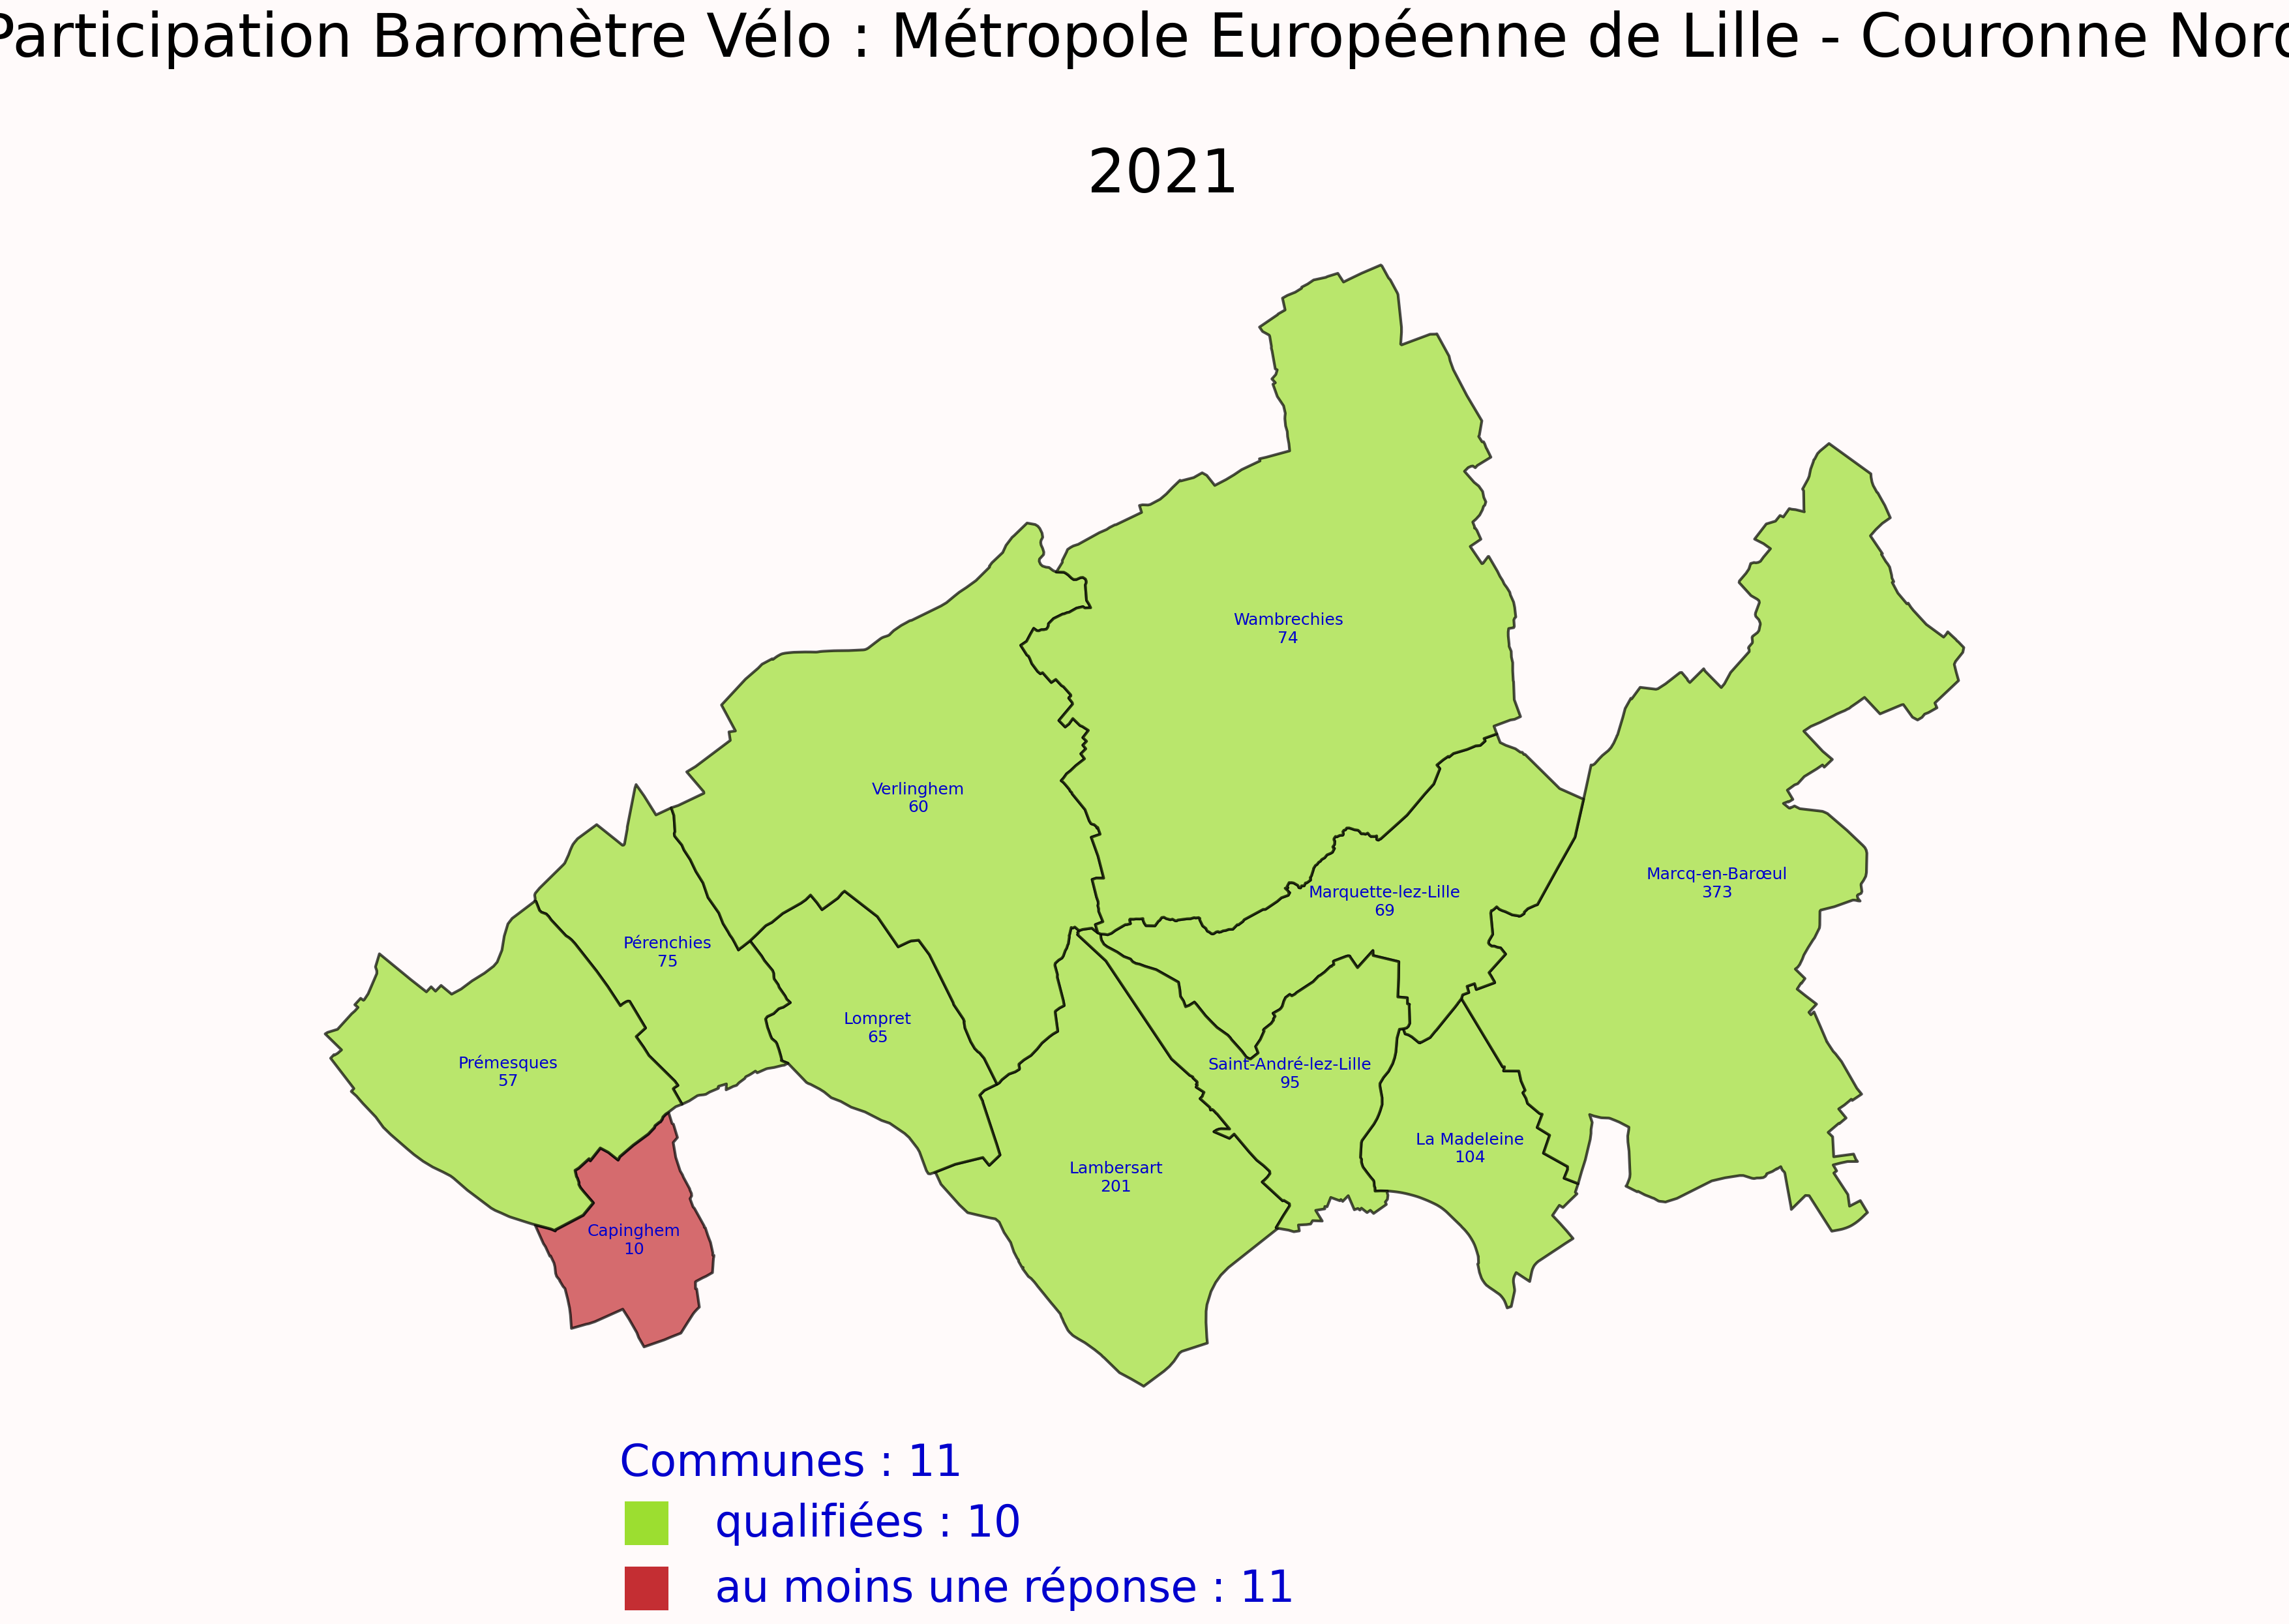 Participation Baromètre Vélo : Métropole Européenne de Lille - Couronne Nord
2021
Wambrechies
74
Verlinghem
60
Marcq-en-Barœul
373
Marquette-lez-Lille
69
Pérenchies
75
Lompret
65
Prémesques
57
Saint-André-lez-Lille
95
La Madeleine
104
Lambersart
201
Capinghem
10
Communes : 11
qualifiées : 10
au moins une réponse : 11